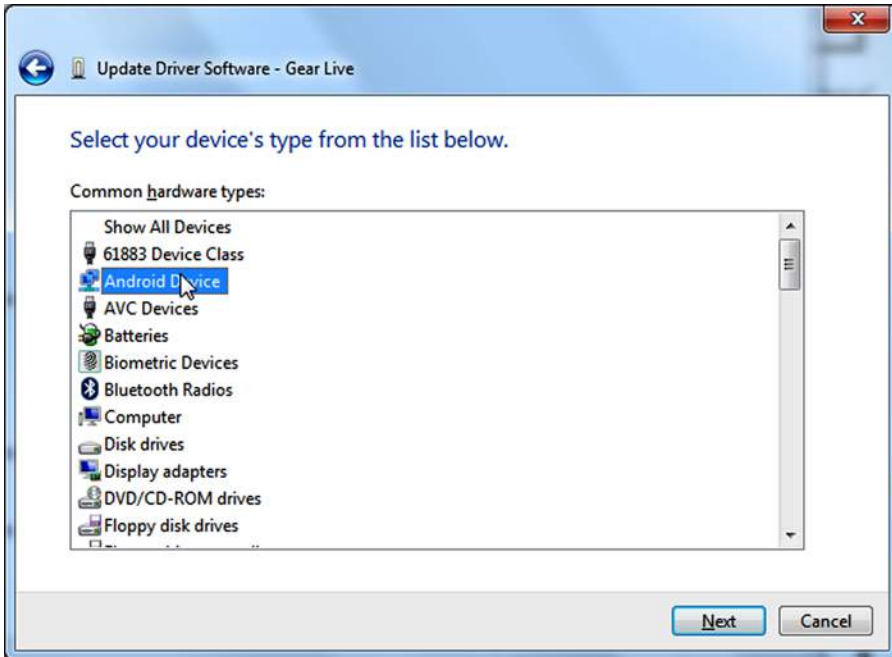 Update Driver Software - Gear Live
Select your device's type from the list below.
Common hardware types:
Show All Devices
61883 Device Class
Android Device
AVC Devices
Batteries
Biometric Devices
Bluetooth Radios
Computer
Disk drives
Display adapters
DVD/CD-ROM drives
Floppy disk drives
Next Cancel